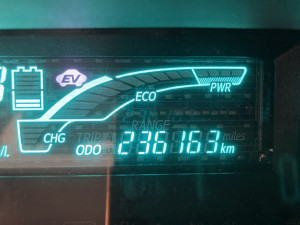 EV
PWR
ECO
CHG
RANGE
TRIP miles
ODO 236163 km
/L